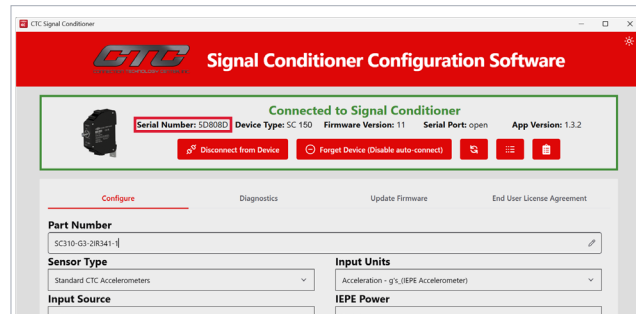 CTC Signal Conditioner
CTC
Signal Conditioner Configuration Software
Connected to Signal Conditioner
Serial Number: 5D808D Device Type: SC 150 Firmware Version: 11 Serial Port: open App Version: 1.3.2
Disconnect from Device Forget Device (Disable auto-connect)
Configure Diagnostics Update Firmware End User License Agreement
Part Number
SC310-G3-2IR341-1
Sensor Type Input Units
Standard CTC Accelerometers Acceleration - g's_(IEPE Accelerometer)
Input Source IEPE Power